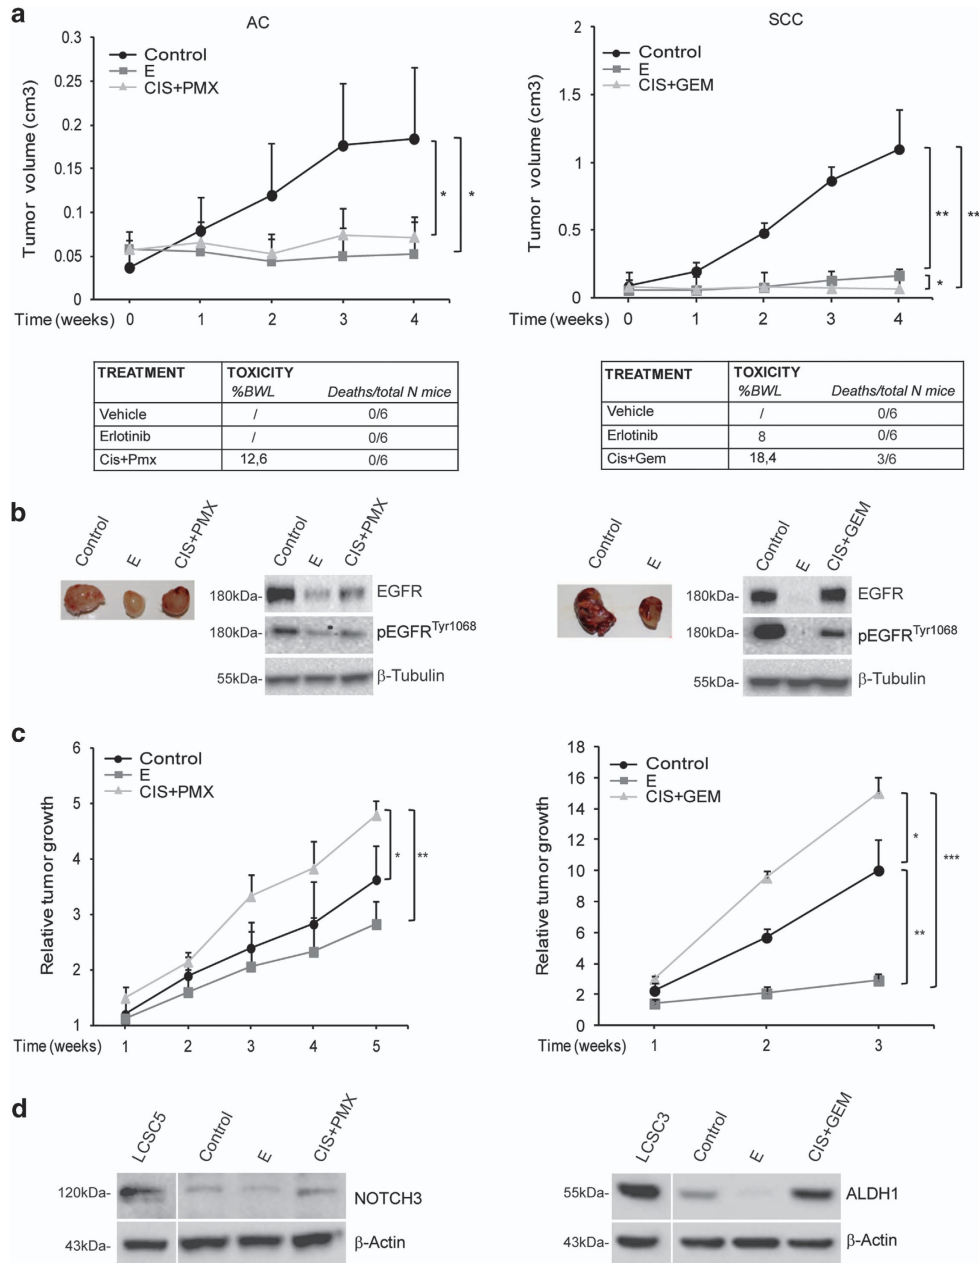 a
AC
0.3
0.25
0.2
0.15
0.1
0.05
0
Tumor volume (cm3)
Control
E
CIS+PMX
*
*
Time (weeks) 0 1 2 3 4
SCC
2
1.5
1
0.5
0
Tumor volume (cm3)
Control
E
CIS+GEM
**
**
*
Time (weeks) 0 1 2 3 4
TREATMENT TOXICITY
%BWL Deaths/total N mice
Vehicle / 0/6
Erlotinib / 0/6
Cis+Pmx 12,6 0/6
TREATMENT TOXICITY
%BWL Deaths/total N mice
Vehicle / 0/6
Erlotinib 8 0/6
Cis+Gem 18,4 3/6
b
Control E CIS+PMX
Control E CIS+PMX
180kDa- EGFR
180kDa- pEGFRTyr1068
55kDa- β-Tubulin
Control E
Control E CIS+GEM
180kDa- EGFR
180kDa- pEGFRTyr1068
55kDa- β-Tubulin
c
6
5
4
3
2
1
Relative tumor growth
Control
E
CIS+PMX
*
**
Time (weeks) 1 2 3 4 5
18
16
14
12
10
8
6
4
2
0
Relative tumor growth
Control
E
CIS+GEM
*
***
**
Time (weeks) 1 2 3
d
LCSC5 Control E CIS+PMX
120kDa- NOTCH3
43kDa- β-Actin
LCSC3 Control E CIS+GEM
55kDa- ALDH1
43kDa- β-Actin